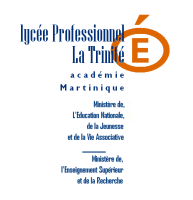 lycée Professionnel
La Trinité
académie
Martinique
Ministère de,
L'Education Nationale,
de la Jeunesse
et de la Vie Associative
Ministère de,
l'Enseignement Supérieur
et de la Recherche